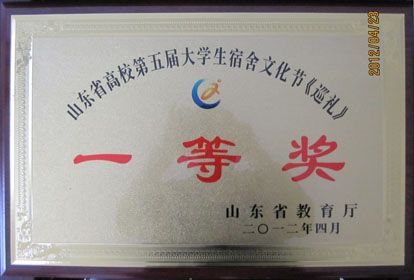 山东省高校第五届大学生宿舍文化节《巡礼》
一等奖
山东省教育厅
二〇一二年四月
2012/04/23